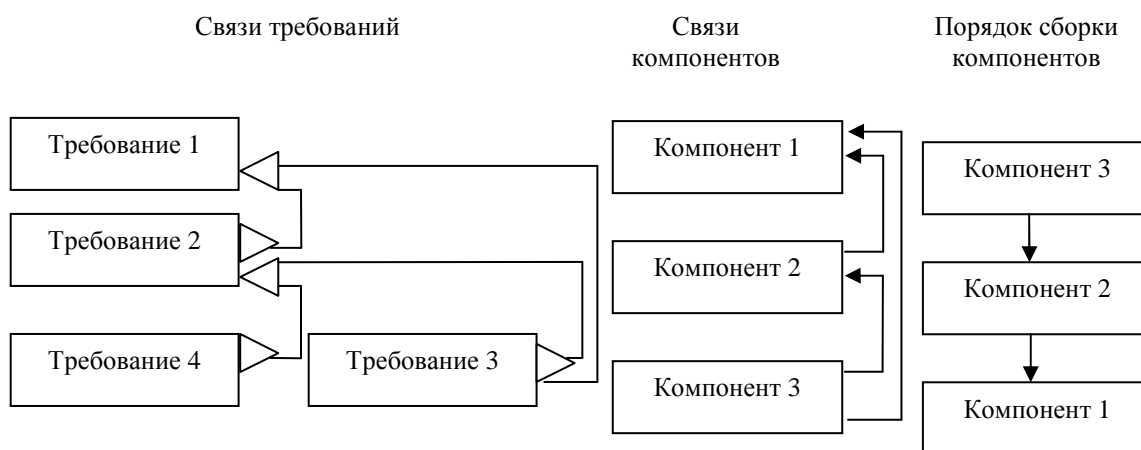 Связи требований
Связи
компонентов
Порядок сборки
компонентов
Требование 1
Требование 2
Требование 4
Требование 3
Компонент 1
Компонент 2
Компонент 3
Компонент 3
Компонент 2
Компонент 1